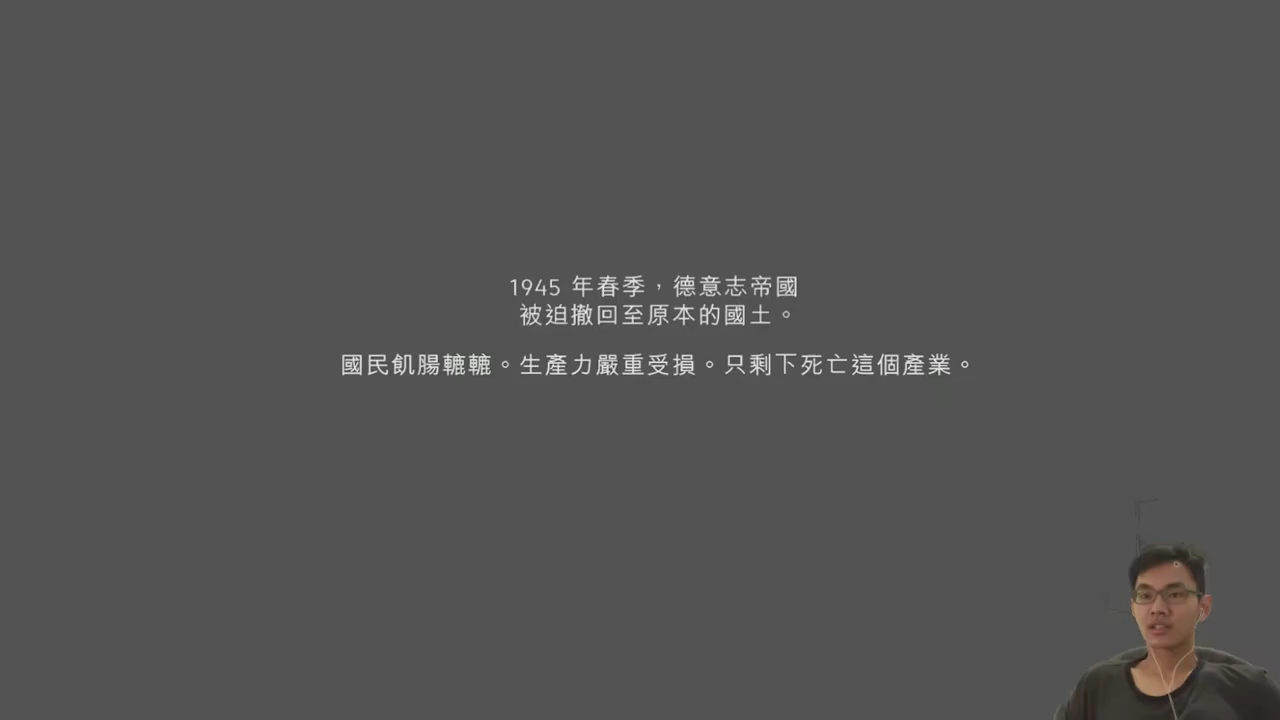 1945 年春季，德意志帝國
被迫撤回至原本的國土。
國民飢腸轆轆。生產力嚴重受損。只剩下死亡這個產業。